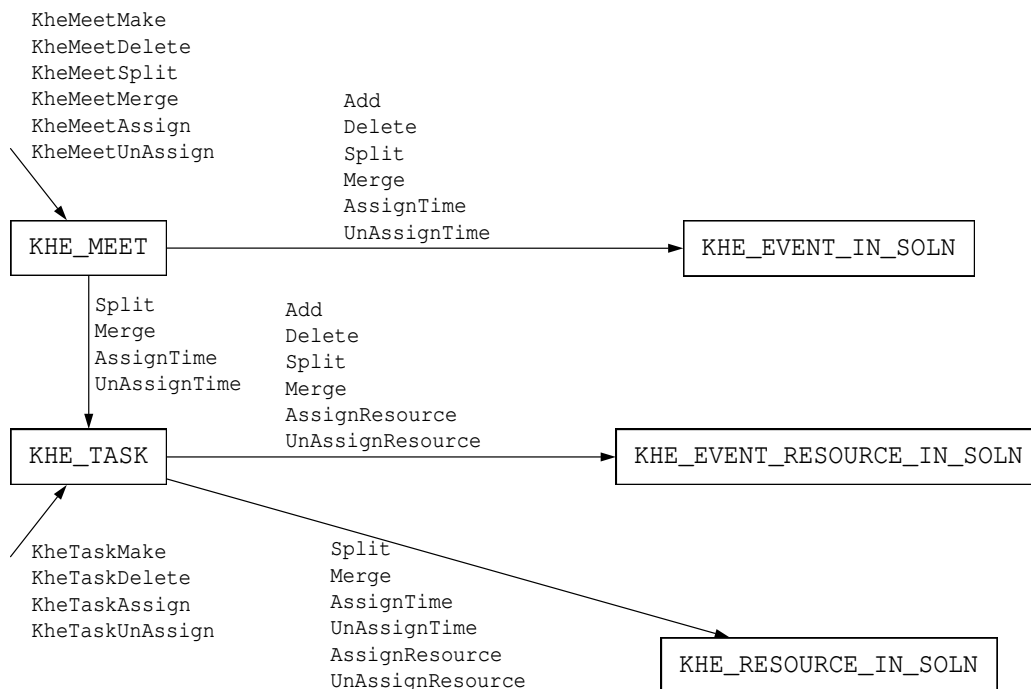 KheMeetMake
KheMeetDelete
KheMeetSplit
KheMeetMerge
KheMeetAssign
KheMeetUnAssign
Add
Delete
Split
Merge
AssignTime
UnAssignTime
KHE_MEET
KHE_EVENT_IN_SOLN
Split
Merge
AssignTime
UnAssignTime
Add
Delete
Split
Merge
AssignResource
UnAssignResource
KHE_TASK
KHE_EVENT_RESOURCE_IN_SOLN
KheTaskMake
KheTaskDelete
KheTaskAssign
KheTaskUnAssign
Split
Merge
AssignTime
UnAssignTime
AssignResource
UnAssignResource
KHE_RESOURCE_IN_SOLN